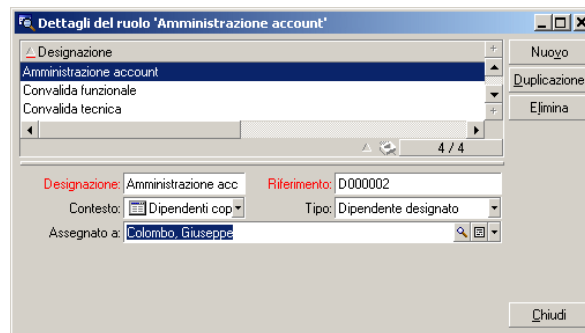 Dettagli del ruolo 'Amministrazione account'
Designazione
Nuovo
Amministrazione account
Duplicazione
Convalida funzionale
Convalida tecnica
Elimina
4 / 4
Designazione: Amministrazione acc Riferimento: D000002
Contesto: Dipendenti cop Tipo: Dipendente designato
Assegnato a: Colombo, Giuseppe
Chiudi